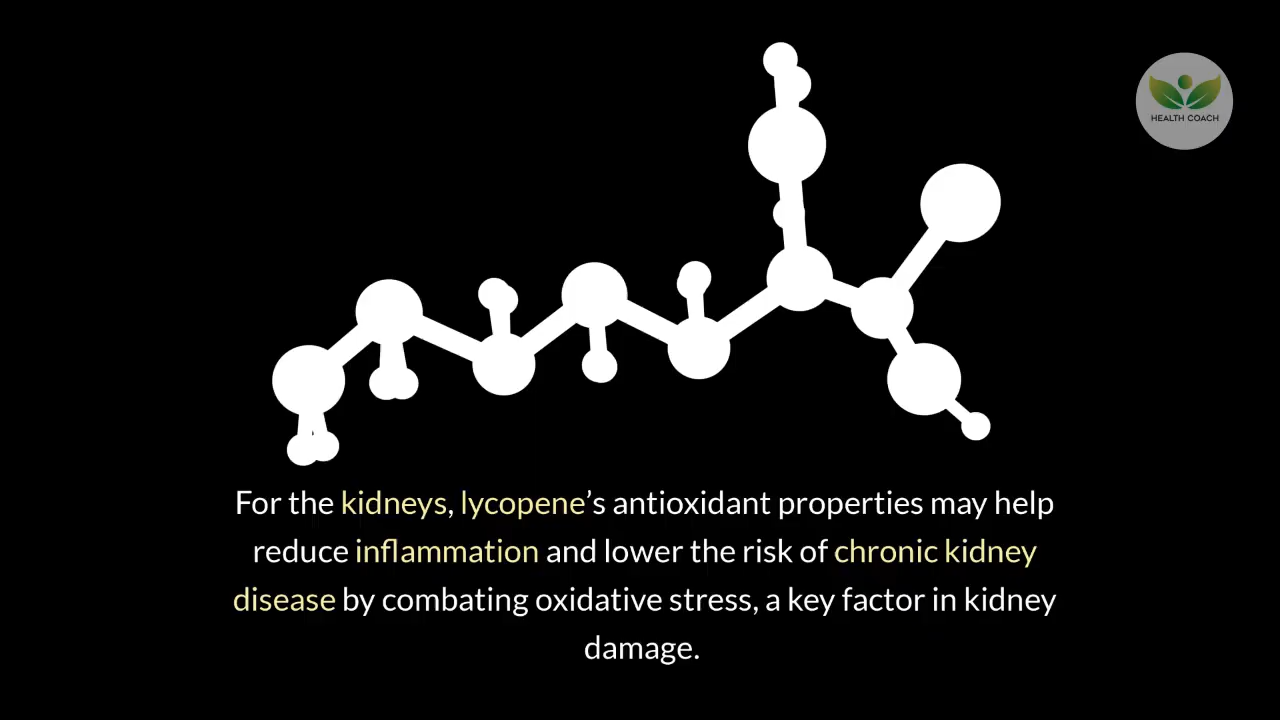 HEALTH COACH
For the kidneys, lycopene’s antioxidant properties may help
reduce inflammation and lower the risk of chronic kidney
disease by combating oxidative stress, a key factor in kidney
damage.